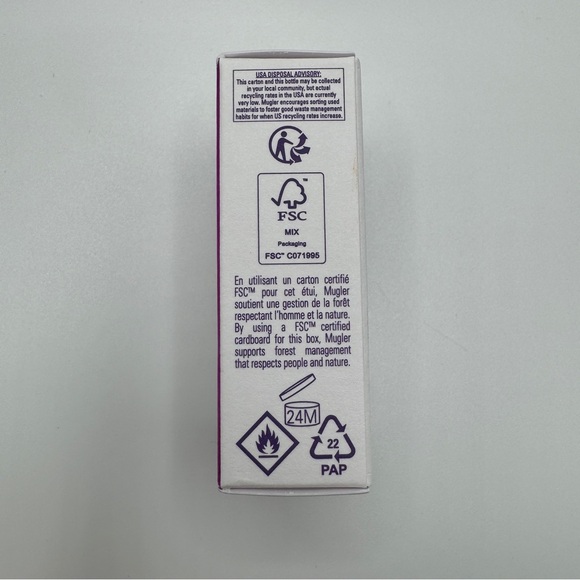 USA DISPOSAL ADVISORY:
This carton and this bottle may be collected
in your local community, but actual
recycling rates in the USA are currently
very low. Mugler encourages sorting used
materials to foster good waste management
habits for when US recycling rates increase.
™
FSC
MIX
Packaging
FSC™ C071995
En utilisant un carton certifié
FSC™ pour cet étui, Mugler
soutient une gestion de la forêt
respectant l'homme et la nature.
By using a FSC™ certified
cardboard for this box, Mugler
supports forest management
that respects people and nature.
24M
22
PAP